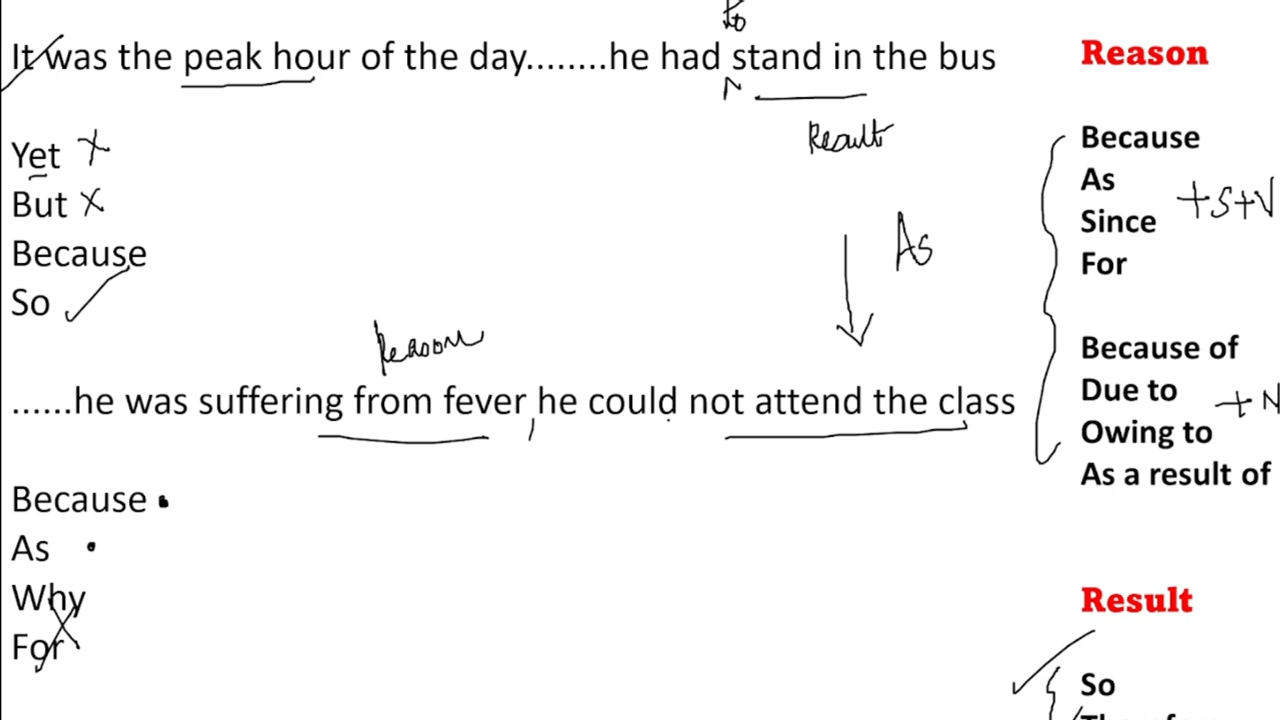 to
It was the peak hour of the day........he had stand in the bus
Result
Yet X
But X
Because
So
As
Reason
......he was suffering from fever , he could not attend the class
Because
As
Why
For
Reason
Because
As
Since
For
+S+V
Because of
Due to
Owing to
As a result of
+N
Result
So